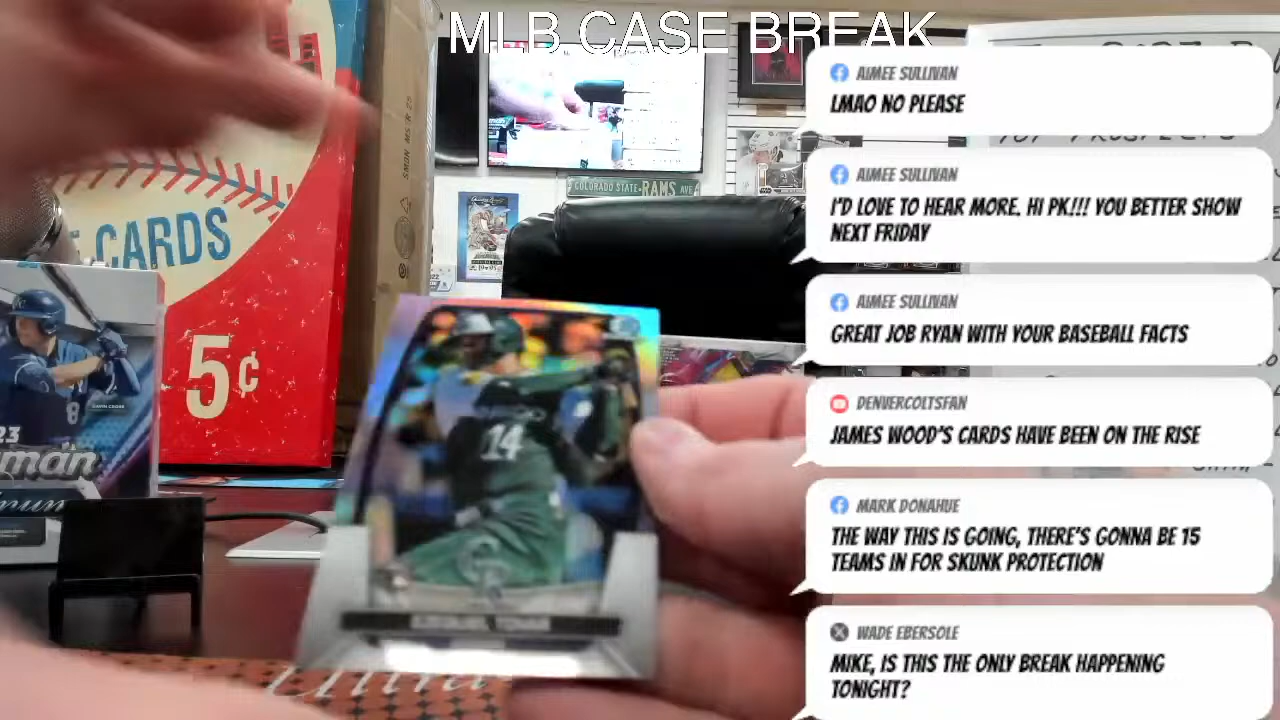 MLB CASE BREAK
AIMEE SULLIVAN
LMAO NO PLEASE
AIMEE SULLIVAN
I'D LOVE TO HEAR MORE. HI PK!!! YOU BETTER SHOW
NEXT FRIDAY
AIMEE SULLIVAN
GREAT JOB RYAN WITH YOUR BASEBALL FACTS
DENVERCOLTSFAN
JAMES WOOD'S CARDS HAVE BEEN ON THE RISE
MARK DONAHUE
THE WAY THIS IS GOING, THERE'S GONNA BE 15
TEAMS IN FOR SKUNK PROTECTION
WADE EBERSOLE
MIKE, IS THIS THE ONLY BREAK HAPPENING
TONIGHT?
COLORADO STATE RAMS AVE
CARDS
5¢
8
14